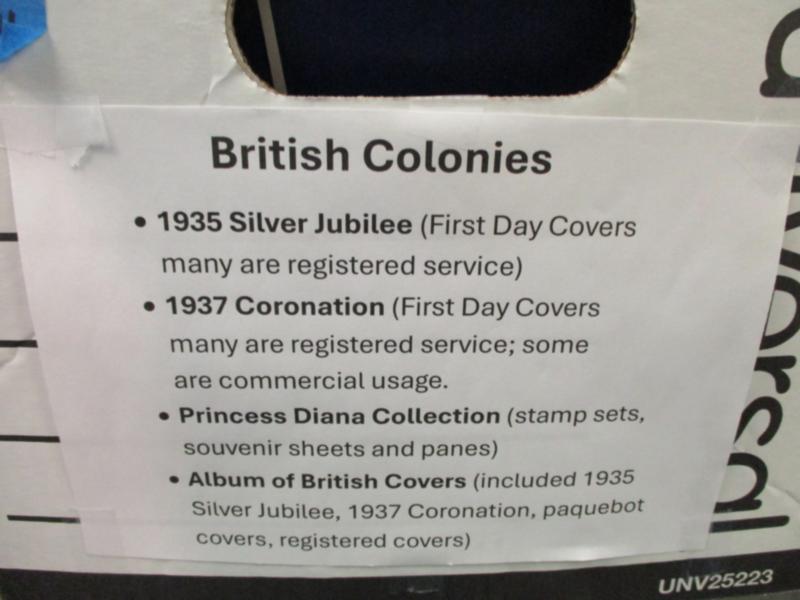 British Colonies
• 1935 Silver Jubilee (First Day Covers
many are registered service)
• 1937 Coronation (First Day Covers
many are registered service; some
are commercial usage.
• Princess Diana Collection (stamp sets,
souvenir sheets and panes)
• Album of British Covers (included 1935
Silver Jubilee, 1937 Coronation, paquebot
covers, registered covers)
UNV25223